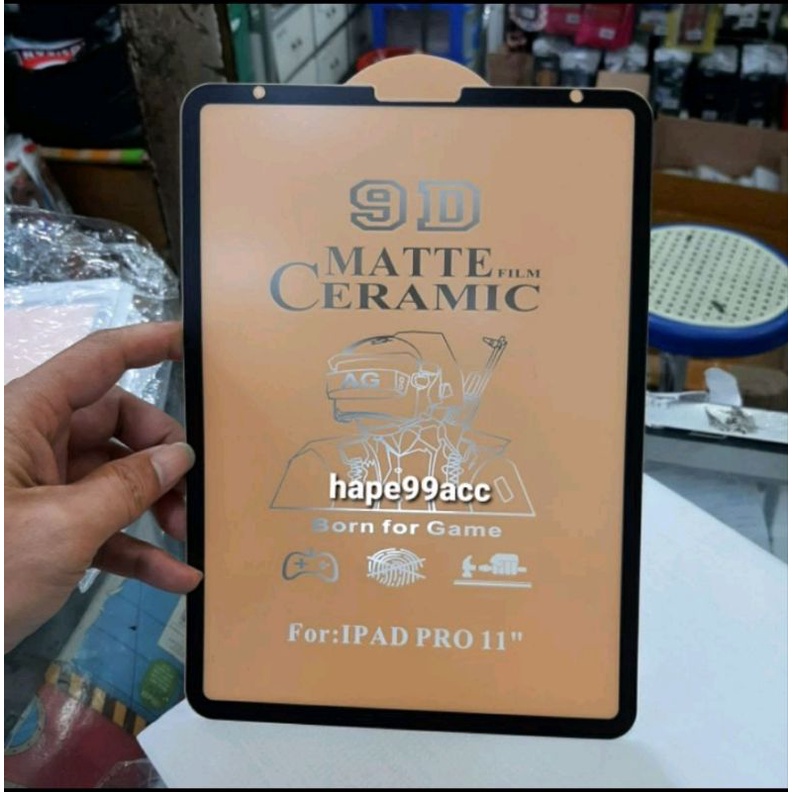 9D
MATTE FILM
CERAMIC
AG
hape99acc
Born for Game
For:IPAD PRO 11"